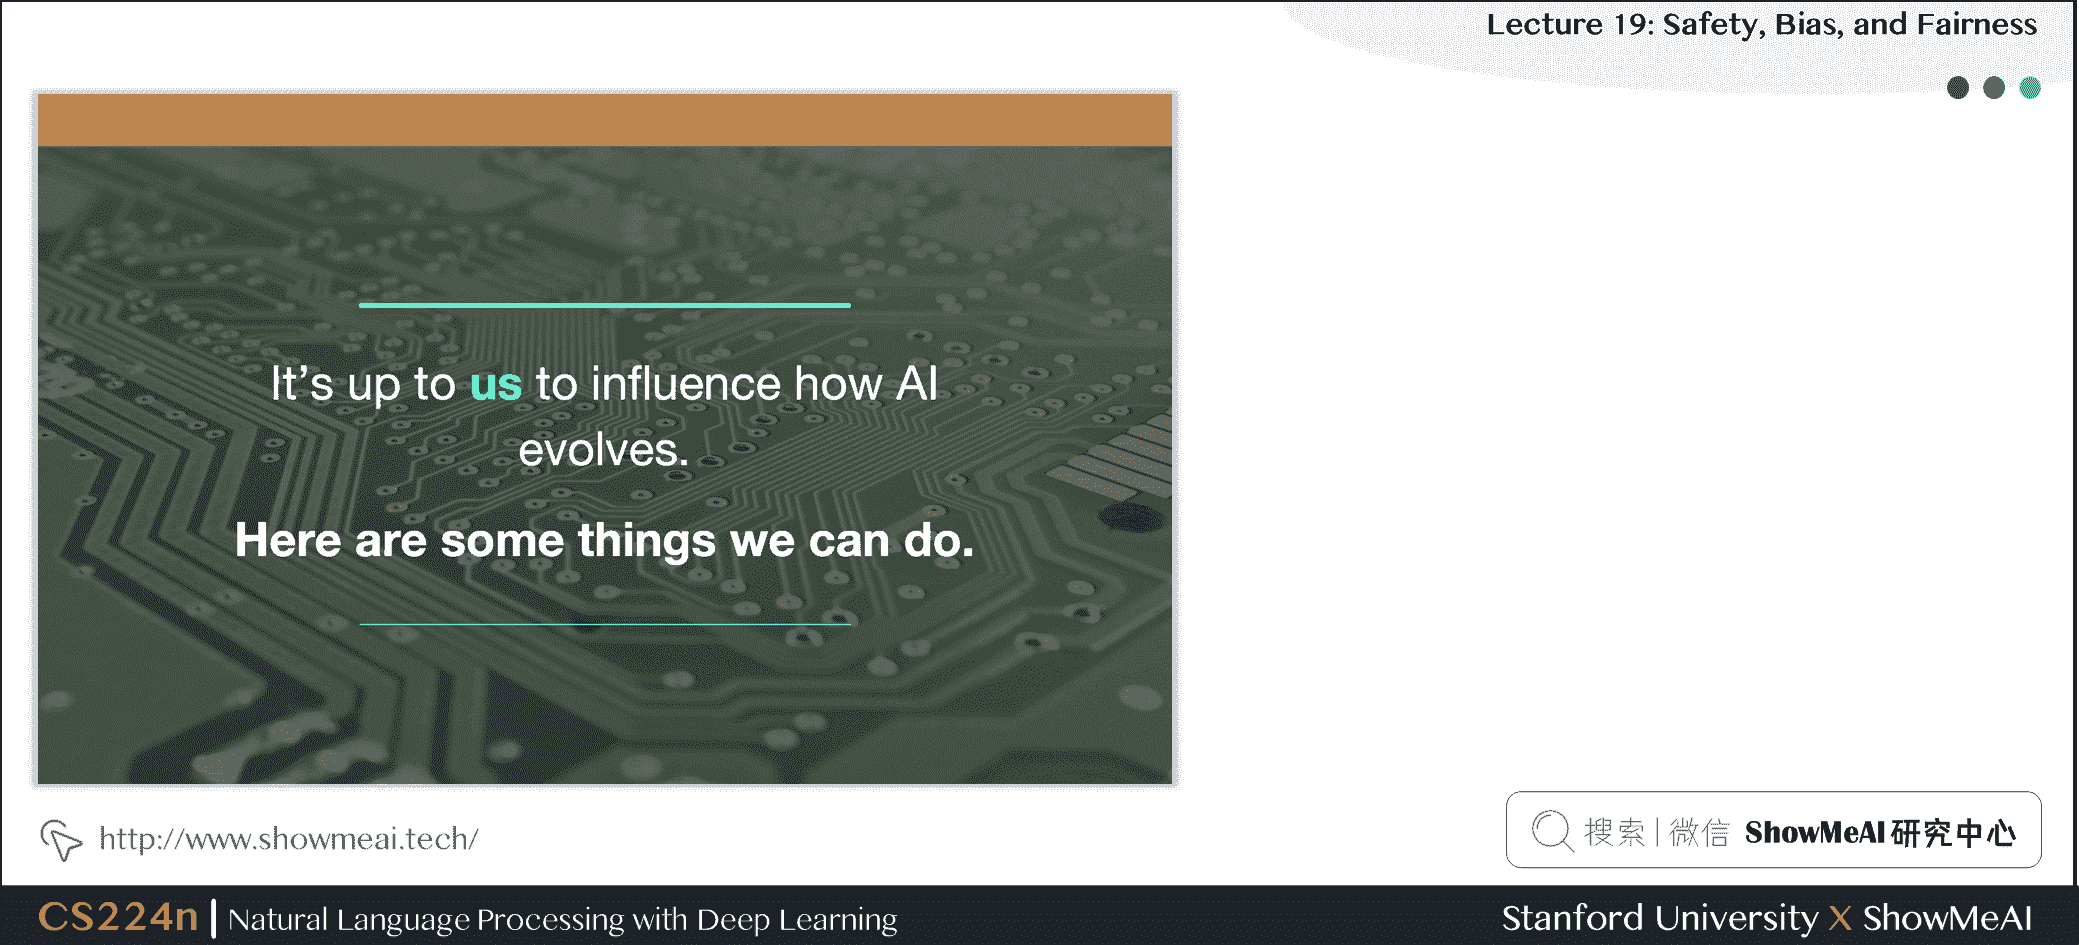 Lecture 19: Safety, Bias, and Fairness
It's up to us to influence how AI
evolves.
Here are some things we can do.
http://www.showmeai.tech/
搜索 | 微信 ShowMeAI 研究中心
CS224n | Natural Language Processing with Deep Learning
Stanford University X ShowMeAI